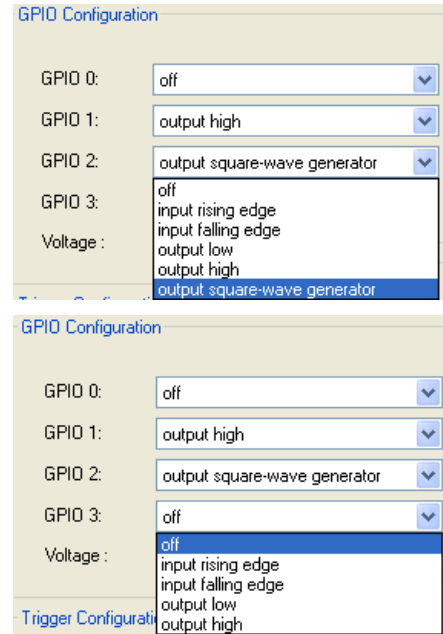 GPIO Configuration
GPIO 0: off
GPIO 1: output high
GPIO 2: output square-wave generator
GPIO 3:
Voltage :
off
input rising edge
input falling edge
output low
output high
output square-wave generator
GPIO Configuration
GPIO 0: off
GPIO 1: output high
GPIO 2: output square-wave generator
GPIO 3: off
Voltage :
off
input rising edge
input falling edge
output low
output high
Trigger Configurati